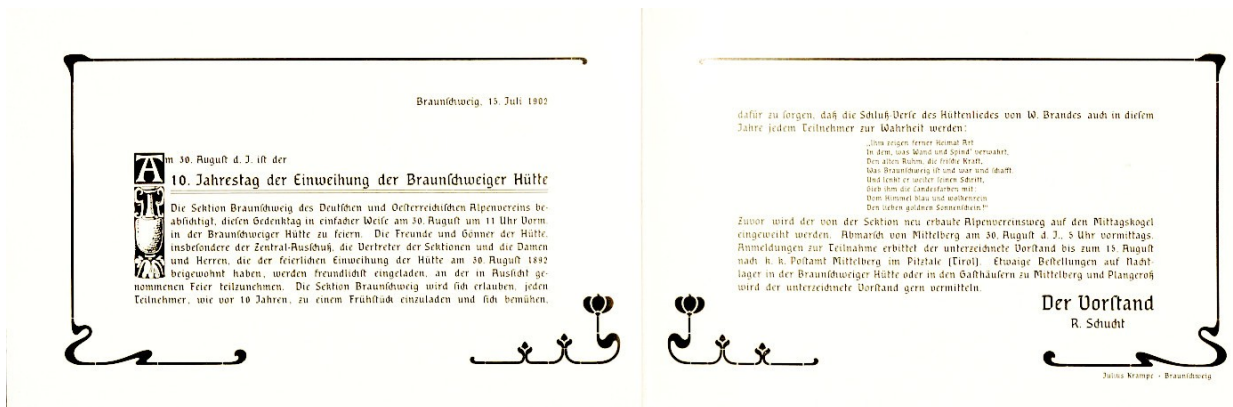 Braunſchweig, 15. Juli 1902
Am 30. Auguſt d. J. iſt der
10. Jahrestag der Einweihung der Braunſchweiger Hütte
Die Sektion Braunſchweig des Deutſchen und Oeſterreichiſchen Alpenvereins be-
abſichtigt, dieſen Gedenktag in einfacher Weiſe am 30. Auguſt um 11 Uhr Vorm.
in der Braunſchweiger Hütte zu feiern. Die Freunde und Gönner der Hütte,
insbeſondere der Zentral-Ausſchuß, die Vertreter der Sektionen und die Damen
und Herren, die der feierlichen Einweihung der Hütte am 30. Auguſt 1892
beigewohnt haben, werden freundlichſt eingeladen, an der in Ausſicht ge-
nommenen Feier teilzunehmen. Die Sektion Braunſchweig wird ſich erlauben, jeden
Teilnehmer, wie vor 10 Jahren, zu einem Frühſtück einzuladen und ſich bemühen,
dafür zu ſorgen, daß die Schluß-Verſe des Hüttenliedes von W. Brandes auch in dieſem
Jahre jedem Teilnehmer zur Wahrheit werden:
„Ihm zeigen ferner Heimat Art
In dem, was Wand und Spind' verwahrt,
Den alten Ruhm, die friſche Kraft,
Was Braunſchweig iſt und war und ſchafft
Und lenkt er weiter ſeinen Schritt,
Gieb ihm die Landesfarben mit:
Vom Himmel blau und wolkenrein
Den lieben goldnen Sonnenſchein!“
Zuvor wird der von der Sektion neu erbaute Alpenvereinsweg auf den Mittagskogel
eingeweiht werden. Abmarſch von Mittelberg am 30. Auguſt d. J., 5 Uhr vormittags.
Anmeldungen zur Teilnahme erbittet der unterzeichnete Vorſtand bis zum 15. Auguſt
nach k. k. Poſtamt Mittelberg im Pitztale (Tirol). Etwaige Beſtellungen auf Nacht-
lager in der Braunſchweiger Hütte oder in den Gaſthäuſern zu Mittelberg und Plangeroß
wird der unterzeichnete Vorſtand gern vermitteln.
Der Vorſtand
R. Schucht
Julius Krampe · Braunſchweig